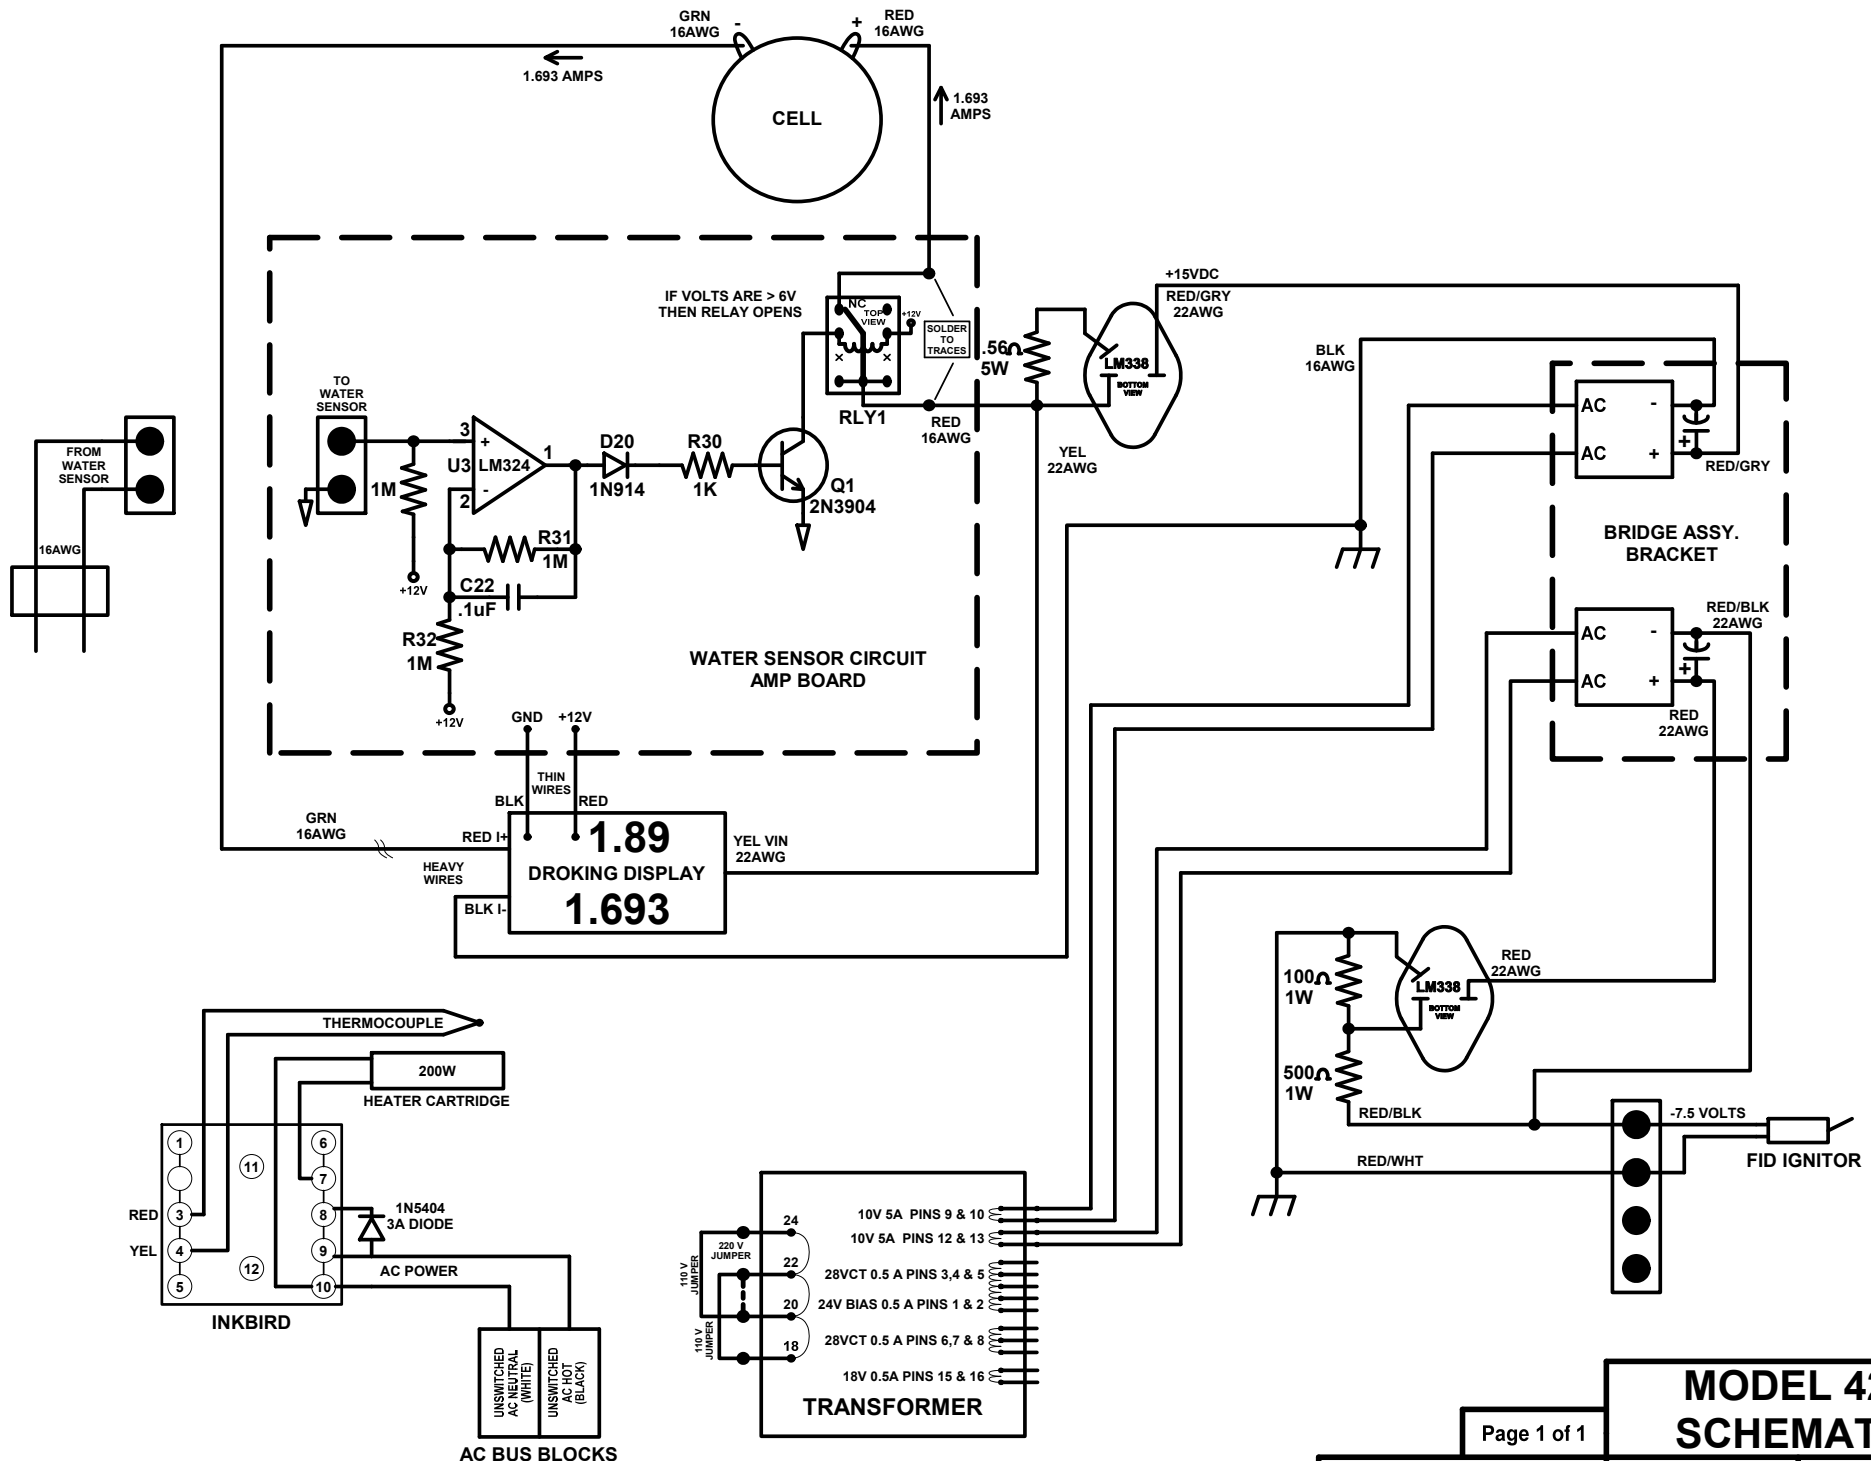 GRN
16AWG
-
+
RED
16AWG
1.693 AMPS
CELL
1.693
AMPS
IF VOLTS ARE > 6V
THEN RELAY OPENS
NC
TOP
VIEW
+12V
x
x
RLY1
SOLDER
TO
TRACES
RED
16AWG
.56Ω
5W
LM338
BOTTOM
VIEW
+15VDC
RED/GRY
22AWG
YEL
22AWG
BLK
16AWG
AC
-
AC
+
+
RED/GRY
BRIDGE ASSY.
BRACKET
RED/BLK
22AWG
AC
-
AC
+
+
RED
22AWG
FROM
WATER
SENSOR
16AWG
TO
WATER
SENSOR
1M
+12V
3
+
U3
LM324
1
-
2
D20
1N914
R30
1K
Q1
2N3904
R31
1M
C22
.1uF
R32
1M
+12V
WATER SENSOR CIRCUIT
AMP BOARD
GND
+12V
THIN
WIRES
BLK
RED
GRN
16AWG
RED I+
HEAVY
WIRES
BLK I-
1.89
DROKING DISPLAY
1.693
YEL VIN
22AWG
100Ω
1W
500Ω
1W
LM338
BOTTOM
VIEW
RED
22AWG
RED/BLK
RED/WHT
-7.5 VOLTS
FID IGNITOR
THERMOCOUPLE
200W
HEATER CARTRIDGE
1
6
11
7
RED
3
8
1N5404
3A DIODE
YEL
4
9
12
AC POWER
5
10
INKBIRD
UNSWITCHED
AC NEUTRAL
(WHITE)
UNSWITCHED
AC HOT
(BLACK)
AC BUS BLOCKS
110 V
JUMPER
220 V
JUMPER
110 V
JUMPER
24
22
20
18
10V 5A PINS 9 & 10
10V 5A PINS 12 & 13
28VCT 0.5 A PINS 3,4 & 5
24V BIAS 0.5 A PINS 1 & 2
28VCT 0.5 A PINS 6,7 & 8
18V 0.5A PINS 15 & 16
TRANSFORMER
Page 1 of 1
MODEL 42
SCHEMAT